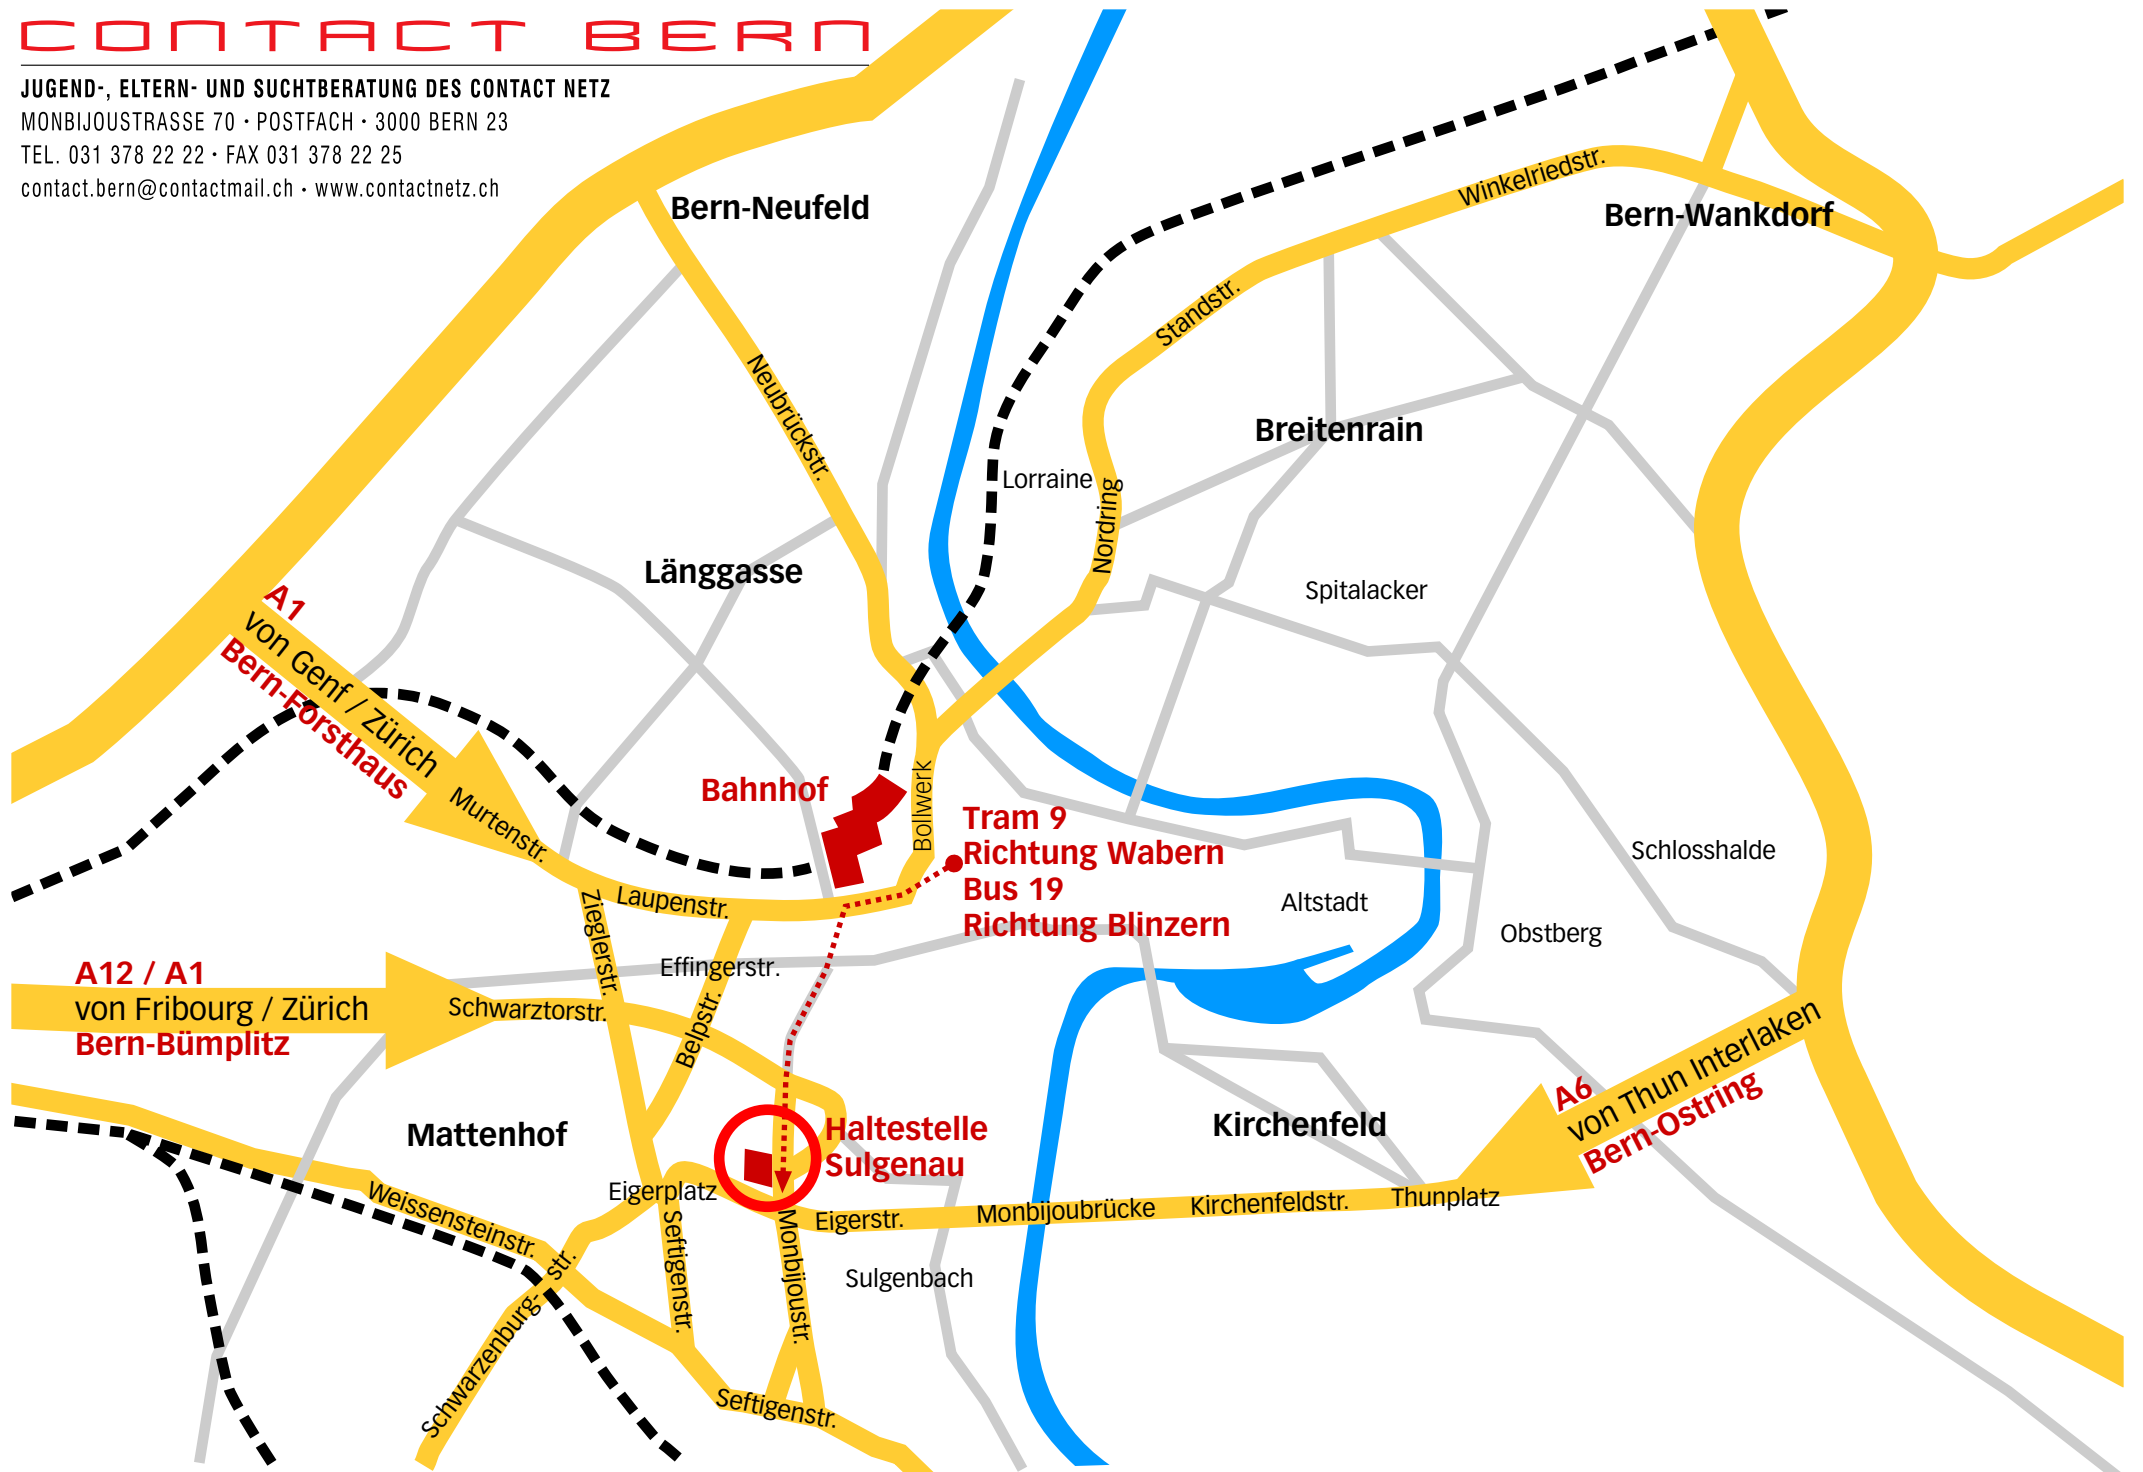 CONTACT BERN
JUGEND-, ELTERN- UND SUCHTBERATUNG DES CONTACT NETZ
MONBIJOUSTRASSE 70 • POSTFACH • 3000 BERN 23
TEL. 031 378 22 22 • FAX 031 378 22 25
contact.bern@contactmail.ch • www.contactnetz.ch
Bern-Neufeld
Winkelriedstr.
Bern-Wankdorf
Standstr.
Neubrückstr.
Breitenrain
Lorraine
Nordring
Länggasse
Spitalacker
A1
von Genf / Zürich
Bern-Forsthaus
Murtenstr.
Bahnhof
Bollwerk
Tram 9
Richtung Wabern
Bus 19
Richtung Blinzern
Schlosshalde
Altstadt
Obstberg
Laupenstr.
Zieglerstr.
Effingerstr.
A12 / A1
von Fribourg / Zürich
Bern-Bümplitz
Schwarztorstr.
Belpstr.
A6
von Thun Interlaken
Bern-Ostring
Mattenhof
Haltestelle
Sulgenau
Kirchenfeld
Eigerplatz
Weissensteinstr.
Seftigenstr.
Monbijoustr.
Eigerstr.
Monbijoubrücke
Kirchenfeldstr.
Thunplatz
Sulgenbach
Schwarzenburg-
str.
Seftigenstr.